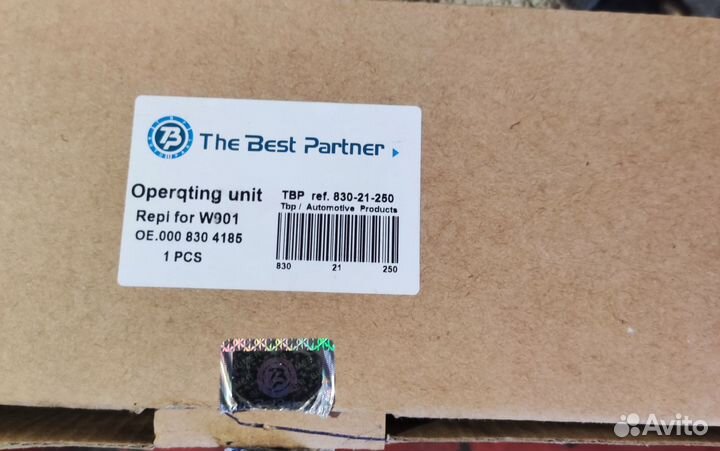 The Best Partner
Operqting unit
Repi for W901
OE.000 830 4185
1 PCS
TBP ref. 830-21-250
Tbp / Automotive Products
830 21 250
Avito